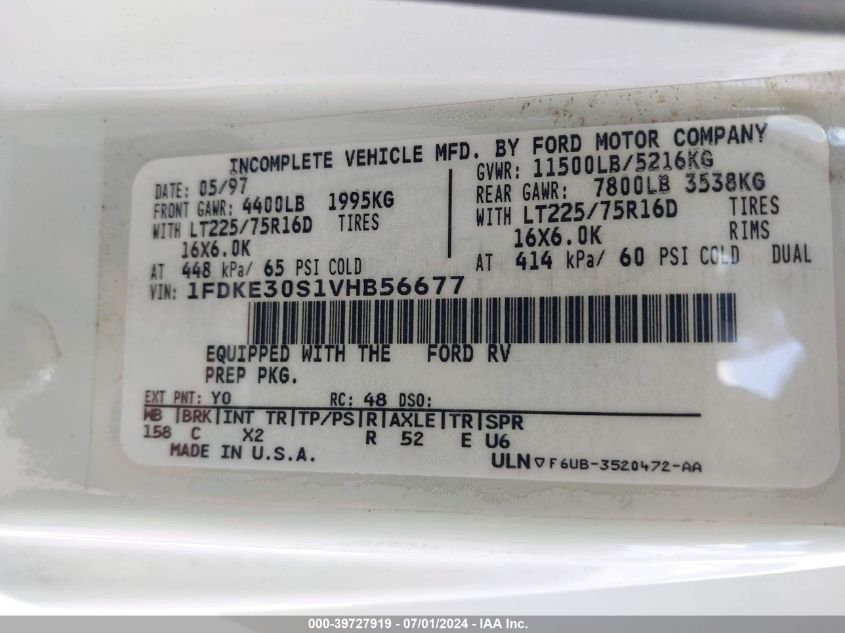 INCOMPLETE VEHICLE MFD. BY FORD MOTOR COMPANY
DATE: 05/97
FRONT GAWR: 4400LB 1995KG
WITH LT225/75R16D TIRES
16X6.0K
AT 448 kPa/ 65 PSI COLD
GVWR: 11500LB/5216KG
REAR GAWR: 7800LB 3538KG
WITH LT225/75R16D TIRES
16X6.0K RIMS
AT 414 kPa/ 60 PSI COLD DUAL
VIN: 1FDKE30S1VHB56677
EQUIPPED WITH THE FORD RV
PREP PKG.
EXT PNT: YO RC: 48 DSO:
WB |BRK|INT TR|TP/PS|R|AXLE|TR|SPR
158 C X2 R 52 E U6
MADE IN U.S.A. ULN ▽ F6UB-3520472-AA
000-39727919 - 07/01/2024 - IAA Inc.